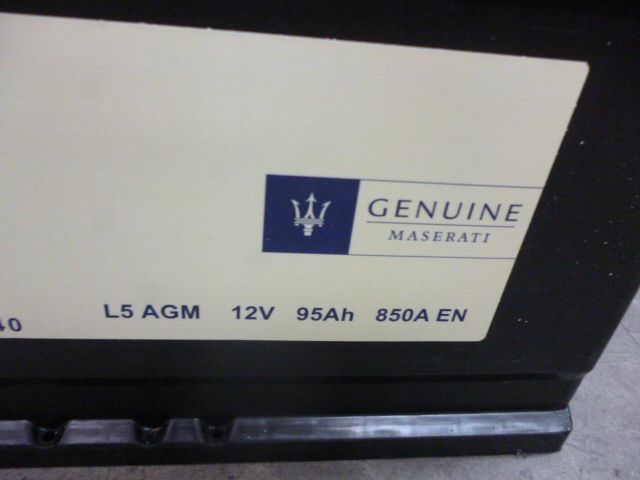 GENUINE
MASERATI
L5 AGM 12V 95Ah 850A EN